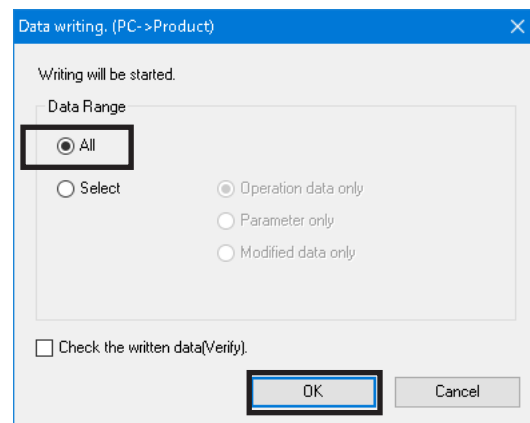 Data writing. (PC->Product)
Writing will be started.
Data Range
All
Select
Operation data only
Parameter only
Modified data only
Check the written data(Verify).
OK
Cancel